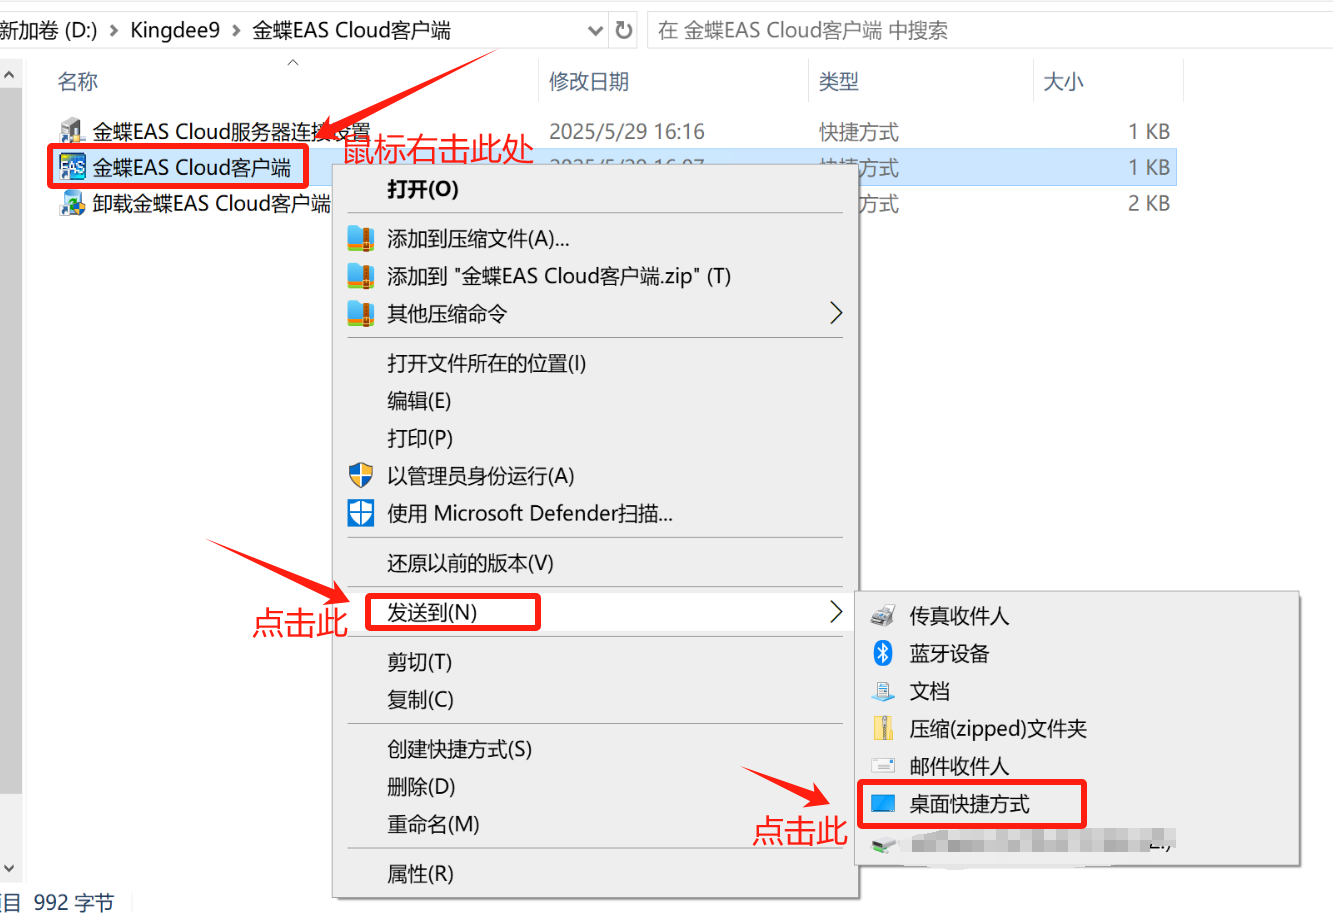 新加卷 (D:) > Kingdee9 > 金蝶EAS Cloud客户端
在 金蝶EAS Cloud客户端 中搜索
名称 修改日期 类型 大小
金蝶EAS Cloud服务器连接设置 2025/5/29 16:16 快捷方式 1 KB
鼠标右击此处
金蝶EAS Cloud客户端 2025/5/29 16:07 快捷方式 1 KB
卸载金蝶EAS Cloud客户端 方式 2 KB
打开(O)
添加到压缩文件(A)...
添加到 "金蝶EAS Cloud客户端.zip" (T)
其他压缩命令
打开文件所在的位置(I)
编辑(E)
打印(P)
以管理员身份运行(A)
使用 Microsoft Defender扫描...
还原以前的版本(V)
点击此
发送到(N)
剪切(T)
复制(C)
创建快捷方式(S)
删除(D)
重命名(M)
属性(R)
传真收件人
蓝牙设备
文档
压缩(zipped)文件夹
邮件收件人
点击此
桌面快捷方式
992 字节